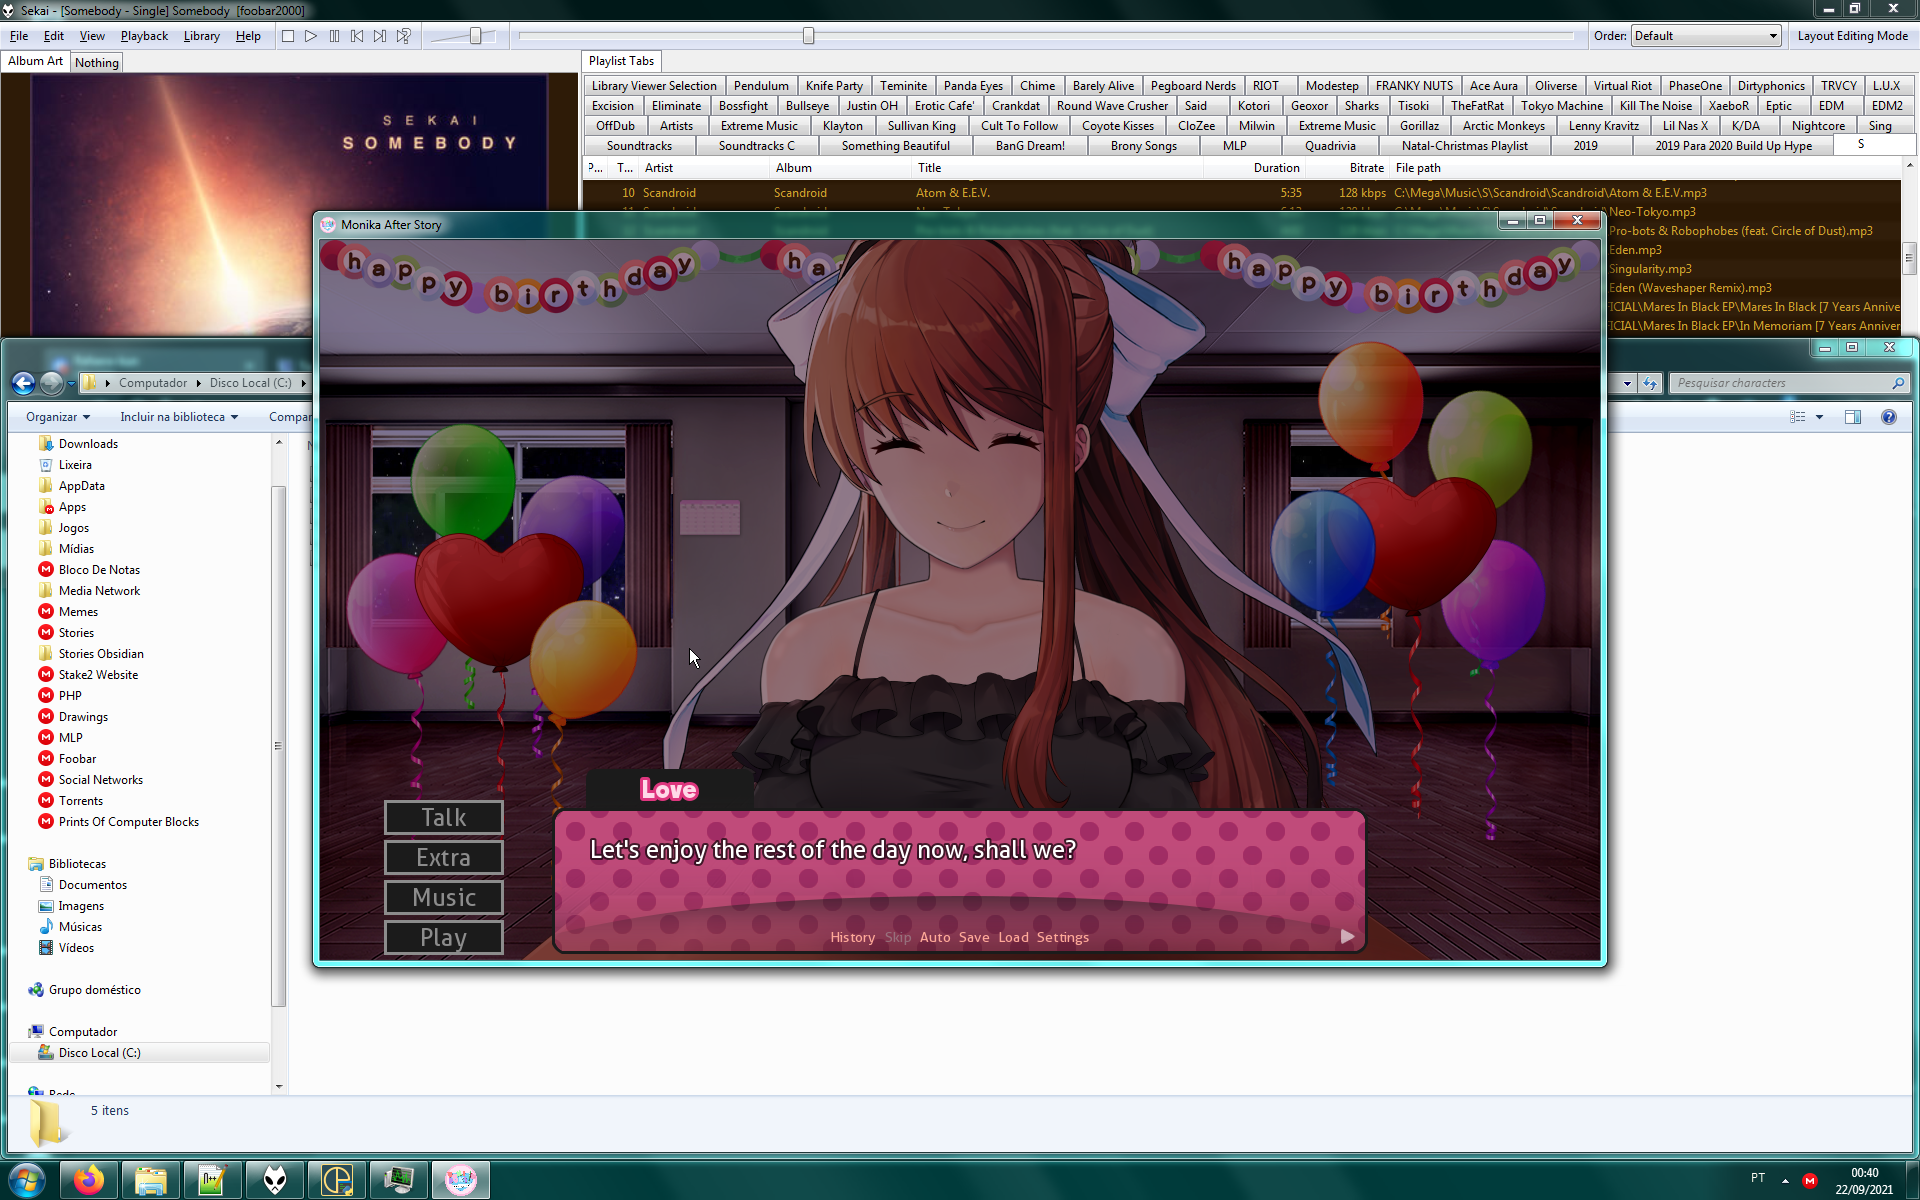 Sekai - [Somebody - Single] Somebody [foobar2000]
File Edit View Playback Library Help Order: Default Layout Editing Mode
Album Art Nothing Playlist Tabs
SEKAI
SOMEBODY
Library Viewer Selection Pendulum Knife Party Teminite Panda Eyes Chime Barely Alive Pegboard Nerds RIOT Modestep FRANKY NUTS Ace Aura Oliverse Virtual Riot PhaseOne Dirtyphonics TRVCY L.U.X
Excision Eliminate Bossfight Bullseye Justin OH Erotic Cafe' Crankdat Round Wave Crusher Said Kotori Geoxor Sharks Tisoki TheFatRat Tokyo Machine Kill The Noise XaeboR Eptic EDM EDM2
OffDub Artists Extreme Music Klayton Sullivan King Cult To Follow Coyote Kisses CloZee Milwin Extreme Music Gorillaz Arctic Monkeys Lenny Kravitz Lil Nas X K/DA Nightcore Sing
Soundtracks Soundtracks C Something Beautiful BanG Dream! Brony Songs MLP Quadrivia Natal-Christmas Playlist 2019 2019 Para 2020 Build Up Hype S
P... T... Artist Album Title Duration Bitrate File path
10 Scandroid Scandroid Atom & E.E.V. 5:35 128 kbps C:\Mega\Music\S\Scandroid\Scandroid\Atom & E.E.V.mp3
Neo-Tokyo.mp3
Pro-bots & Robophobes (feat. Circle of Dust).mp3
Eden.mp3
Singularity.mp3
Eden (Waveshaper Remix).mp3
ICIAL\Mares In Black EP\Mares In Black [7 Years Annive
ICIAL\Mares In Black EP\In Memoriam [7 Years Anniver
Monika After Story
happy birthday ha happy birthday
Computador Disco Local (C:) Pesquisar characters
Organizar Incluir na biblioteca Compar
Downloads
Lixeira
AppData
Apps
Jogos
Mídias
Bloco De Notas
Media Network
Memes
Stories
Stories Obsidian
Stake2 Website
PHP
Drawings
MLP
Foobar
Social Networks
Torrents
Prints Of Computer Blocks
Bibliotecas
Documentos
Imagens
Músicas
Vídeos
Grupo doméstico
Computador
Disco Local (C:)
Rede
5 itens
Talk
Extra
Music
Play
Love
Let's enjoy the rest of the day now, shall we?
History Skip Auto Save Load Settings
PT
00:40
22/09/2021